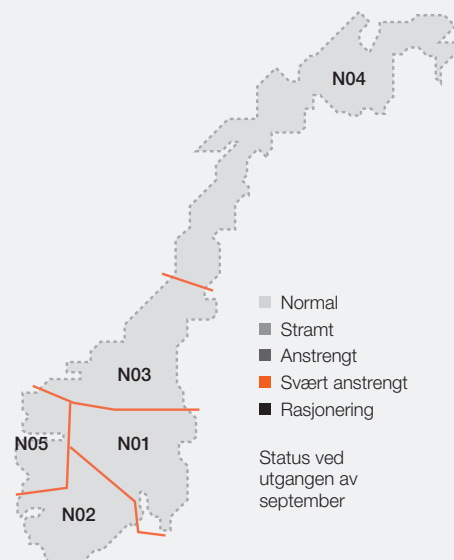 N04
Normal
Stramt
Anstrengt
Svært anstrengt
Rasjonering
N03
N05
N01
Status ved
utgangen av
september
N02